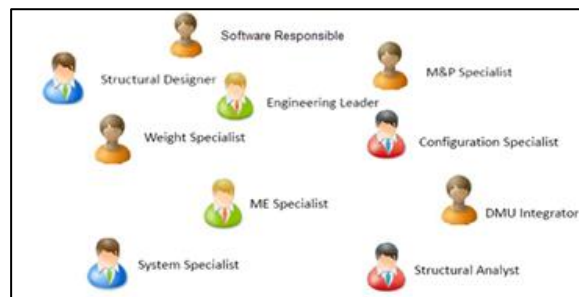 Software Responsible
M&P Specialist
Structural Designer
Engineering Leader
Weight Specialist
Configuration Specialist
ME Specialist
DMU Integrator
System Specialist
Structural Analyst